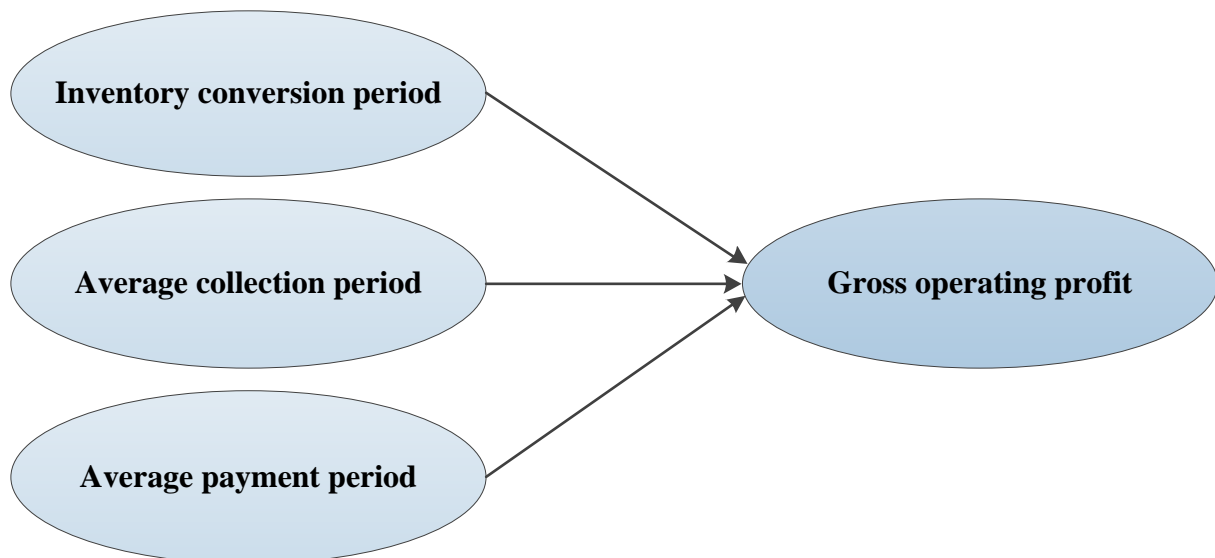 Inventory conversion period
Average collection period
Gross operating profit
Average payment period